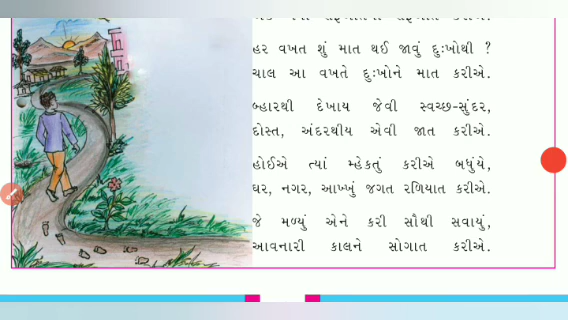 હર વખત શું માત થઈ જાવું દુઃખોથી ?
ચાલ આ વખતે દુઃખોને માત કરીએ.
બ્હારથી દેખાય જેવી સ્વચ્છ-સુંદર,
દોસ્ત, અંદરથીય એવી જાત કરીએ.
હોઈએ ત્યાં મ્હેકતું કરીએ બધુંયે,
ઘર, નગર, આખ્ખું જગત રળિયાત કરીએ.
જે મળ્યું એને કરી સૌથી સવાયું,
આવનારી કાલને સોગાત કરીએ.